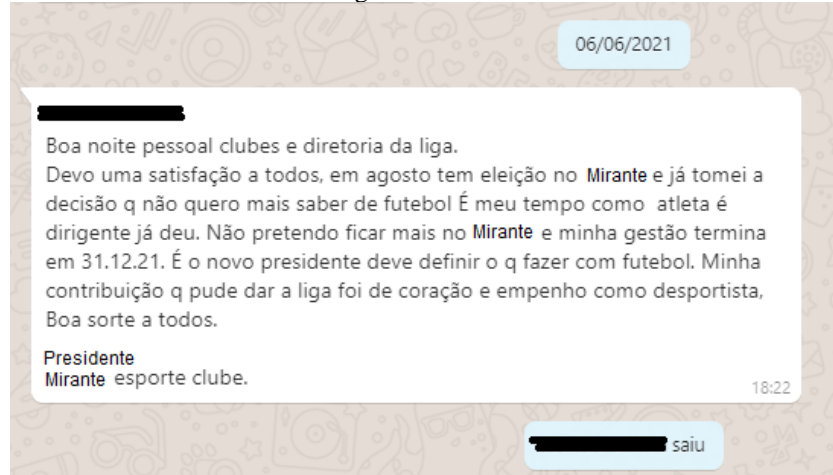 06/06/2021
Boa noite pessoal clubes e diretoria da liga.
Devo uma satisfação a todos, em agosto tem eleição no Mirante e já tomei a
decisão q não quero mais saber de futebol É meu tempo como atleta é
dirigente já deu. Não pretendo ficar mais no Mirante e minha gestão termina
em 31.12.21. É o novo presidente deve definir o q fazer com futebol. Minha
contribuição q pude dar a liga foi de coração e empenho como desportista,
Boa sorte a todos.
Presidente
Mirante esporte clube.
18:22
saiu